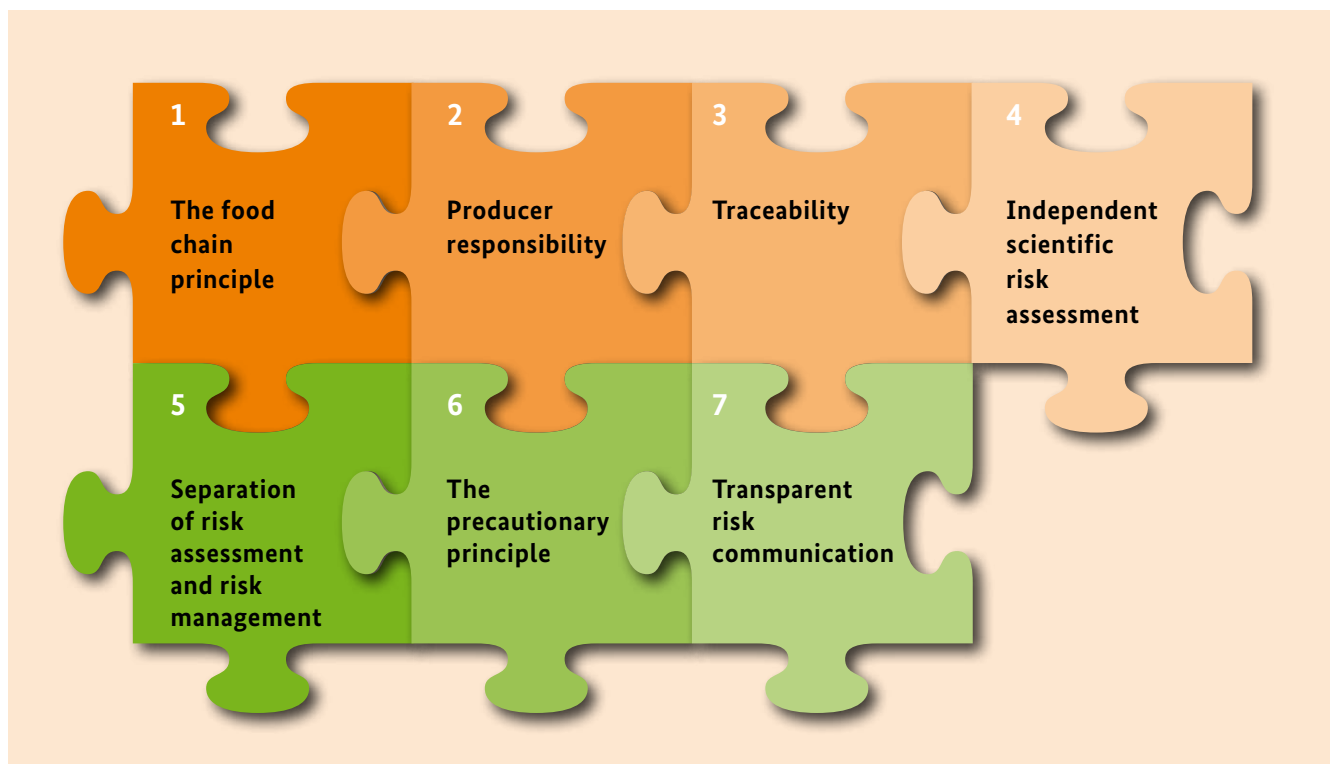 1
The food
chain
principle
2
Producer
responsibility
3
Traceability
4
Independent
scientific
risk
assessment
5
Separation
of risk
assessment
and risk
management
6
The
precautionary
principle
7
Transparent
risk
communication